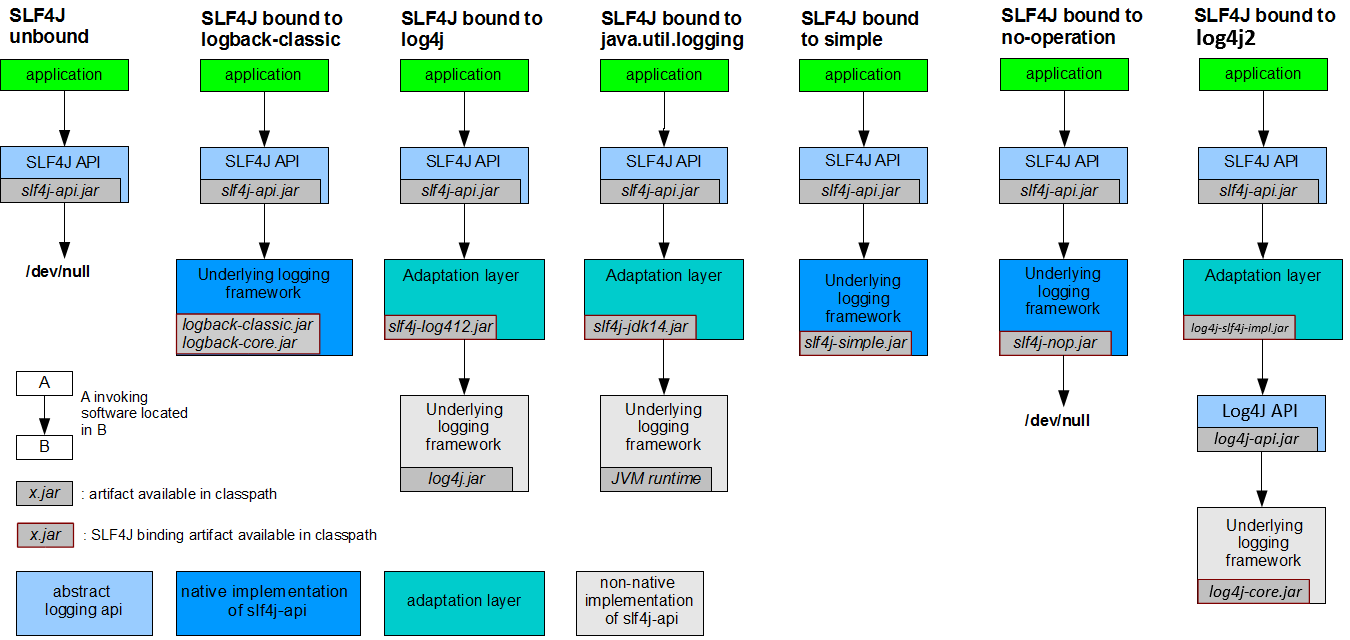 SLF4J
unbound
application
SLF4J API
slf4j-api.jar
/dev/null
SLF4J bound to
logback-classic
application
SLF4J API
slf4j-api.jar
Underlying logging
framework
logback-classic.jar
logback-core.jar
SLF4J bound to
log4j
application
SLF4J API
slf4j-api.jar
Adaptation layer
slf4j-log412.jar
Underlying
logging
framework
log4j.jar
SLF4J bound to
java.util.logging
application
SLF4J API
slf4j-api.jar
Adaptation layer
slf4j-jdk14.jar
Underlying
logging
framework
JVM runtime
SLF4J bound
to simple
application
SLF4J API
slf4j-api.jar
Underlying
logging
framework
slf4j-simple.jar
SLF4J bound to
no-operation
application
SLF4J API
slf4j-api.jar
Underlying
logging
framework
slf4j-nop.jar
/dev/null
SLF4J bound to
log4j2
application
SLF4J API
slf4j-api.jar
Adaptation layer
log4j-slf4j-impl.jar
Log4J API
log4j-api.jar
Underlying
logging
framework
log4j-core.jar
A
B
A invoking
software located
in B
x.jar : artifact available in classpath
x.jar : SLF4J binding artifact available in classpath
abstract
logging api
native implementation
of slf4j-api
adaptation layer
non-native
implementation
of slf4j-api